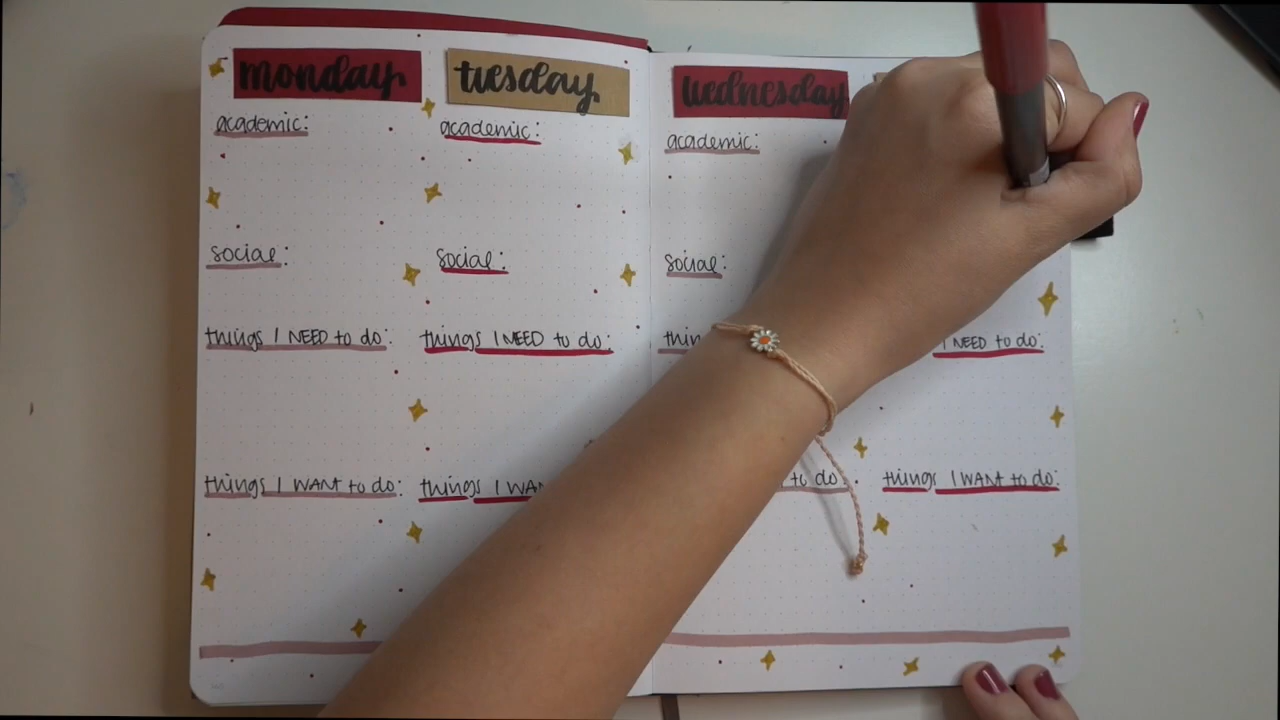 monday
academic:
social:
things I NEED to do:
things I WANT to do:
tuesday
academic:
social:
things I NEED to do:
things I WAN
wednesday
academic:
social:
thin
to do
I NEED to do:
things I WANT to do: